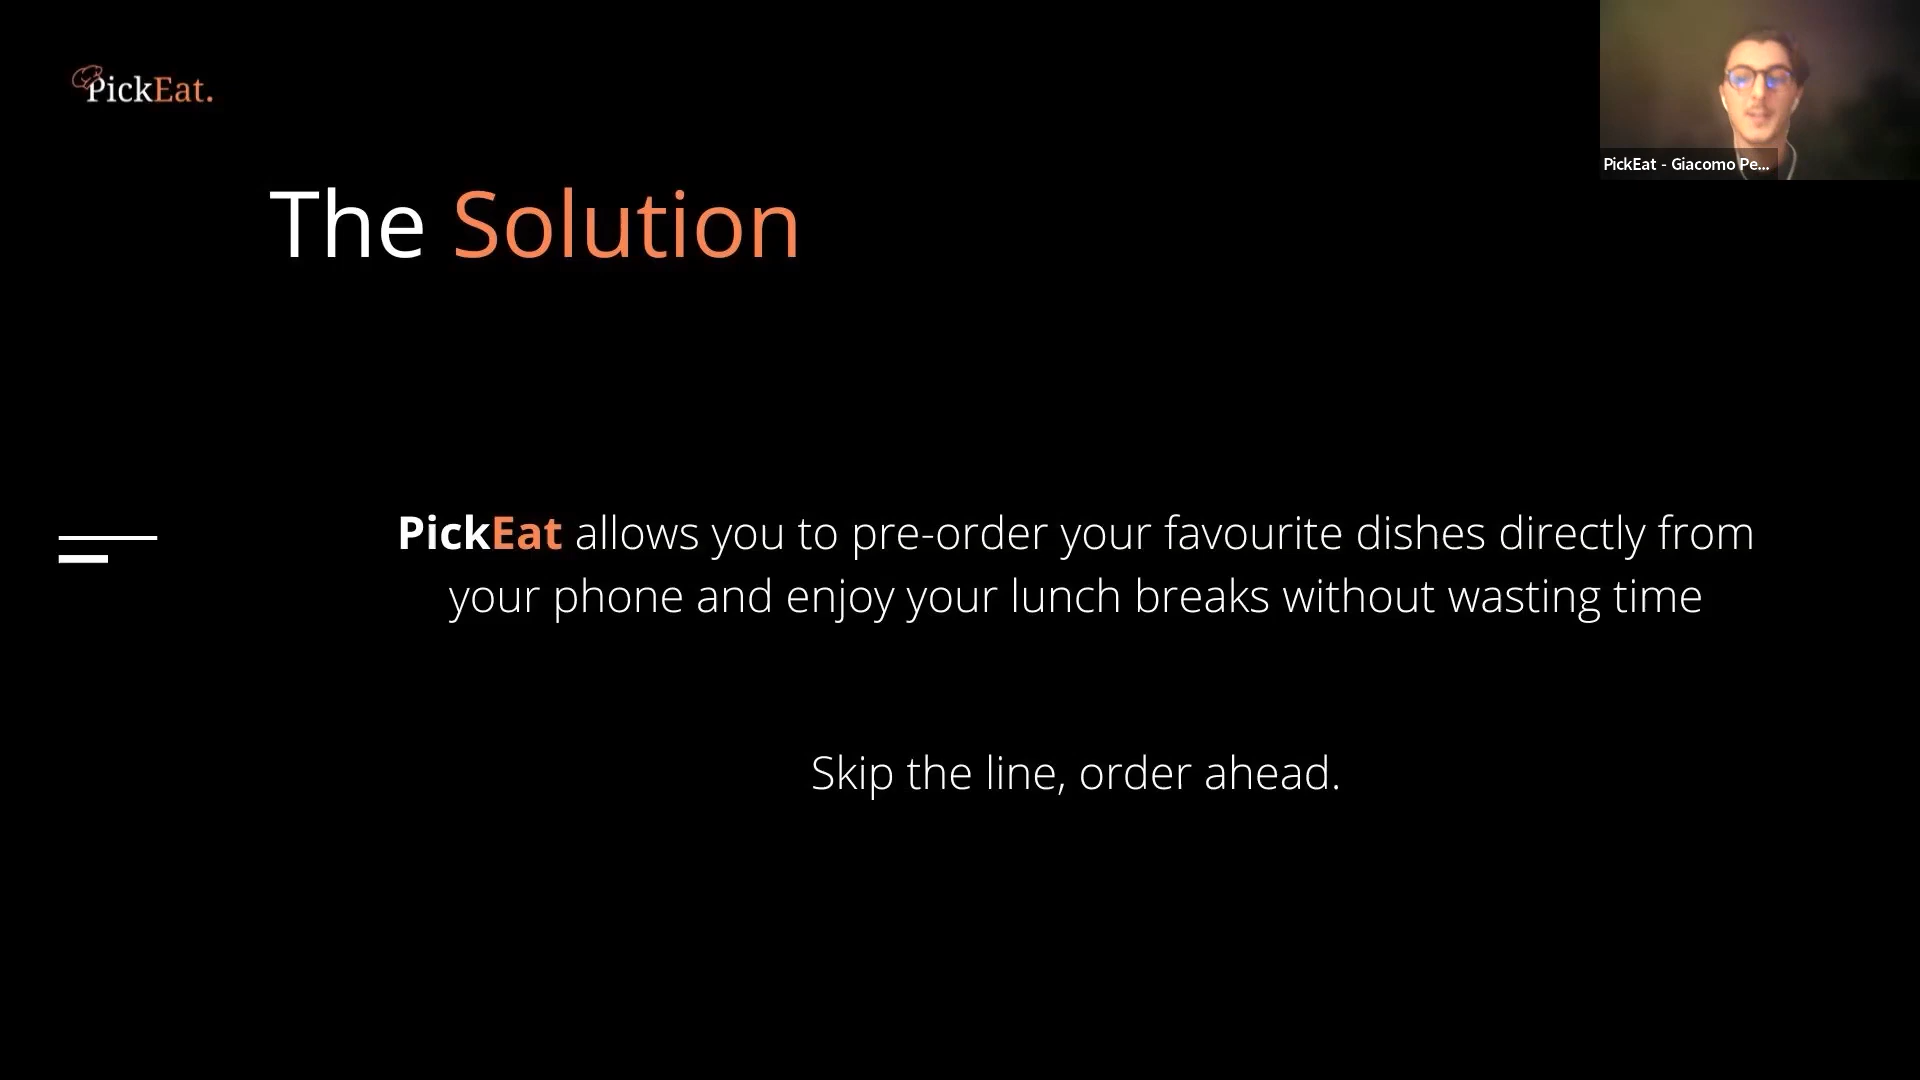 PickEat.
PickEat - Giacomo Pe...
The Solution
PickEat allows you to pre-order your favourite dishes directly from
your phone and enjoy your lunch breaks without wasting time
Skip the line, order ahead.